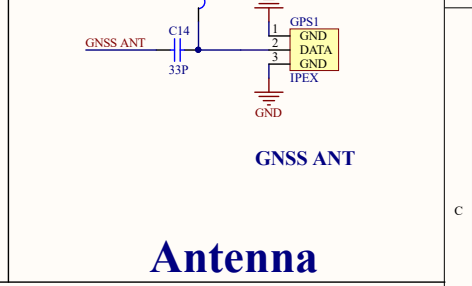 C14
GPS1
GNSS ANT
1
GND
2
DATA
3
GND
33P
IPEX
GND
GNSS ANT
C
Antenna